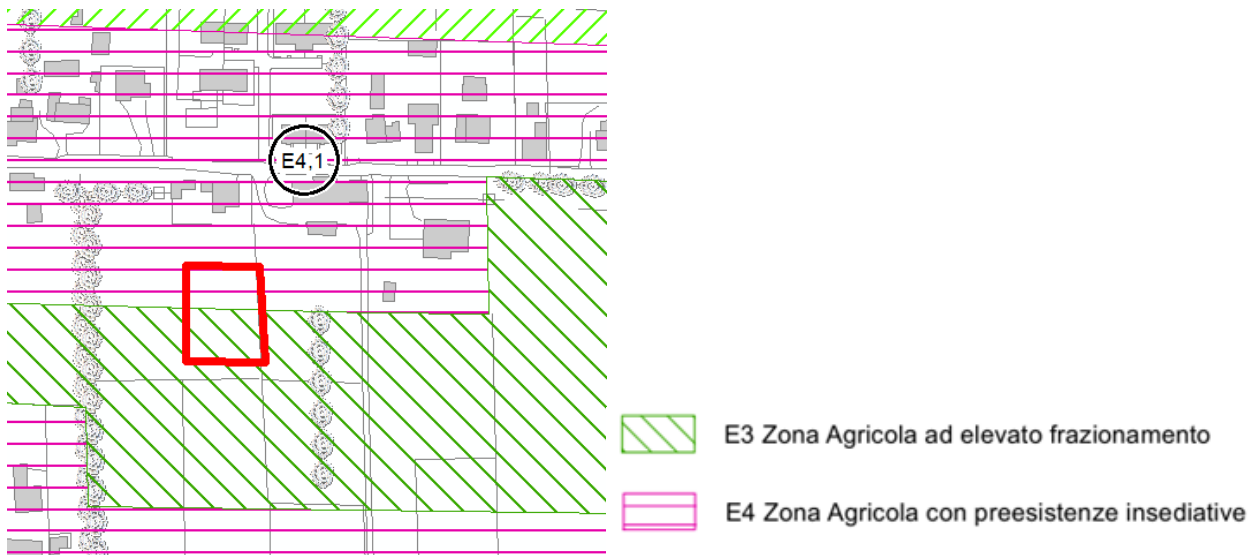 E4,1
E3 Zona Agricola ad elevato frazionamento
E4 Zona Agricola con preesistenze insediative